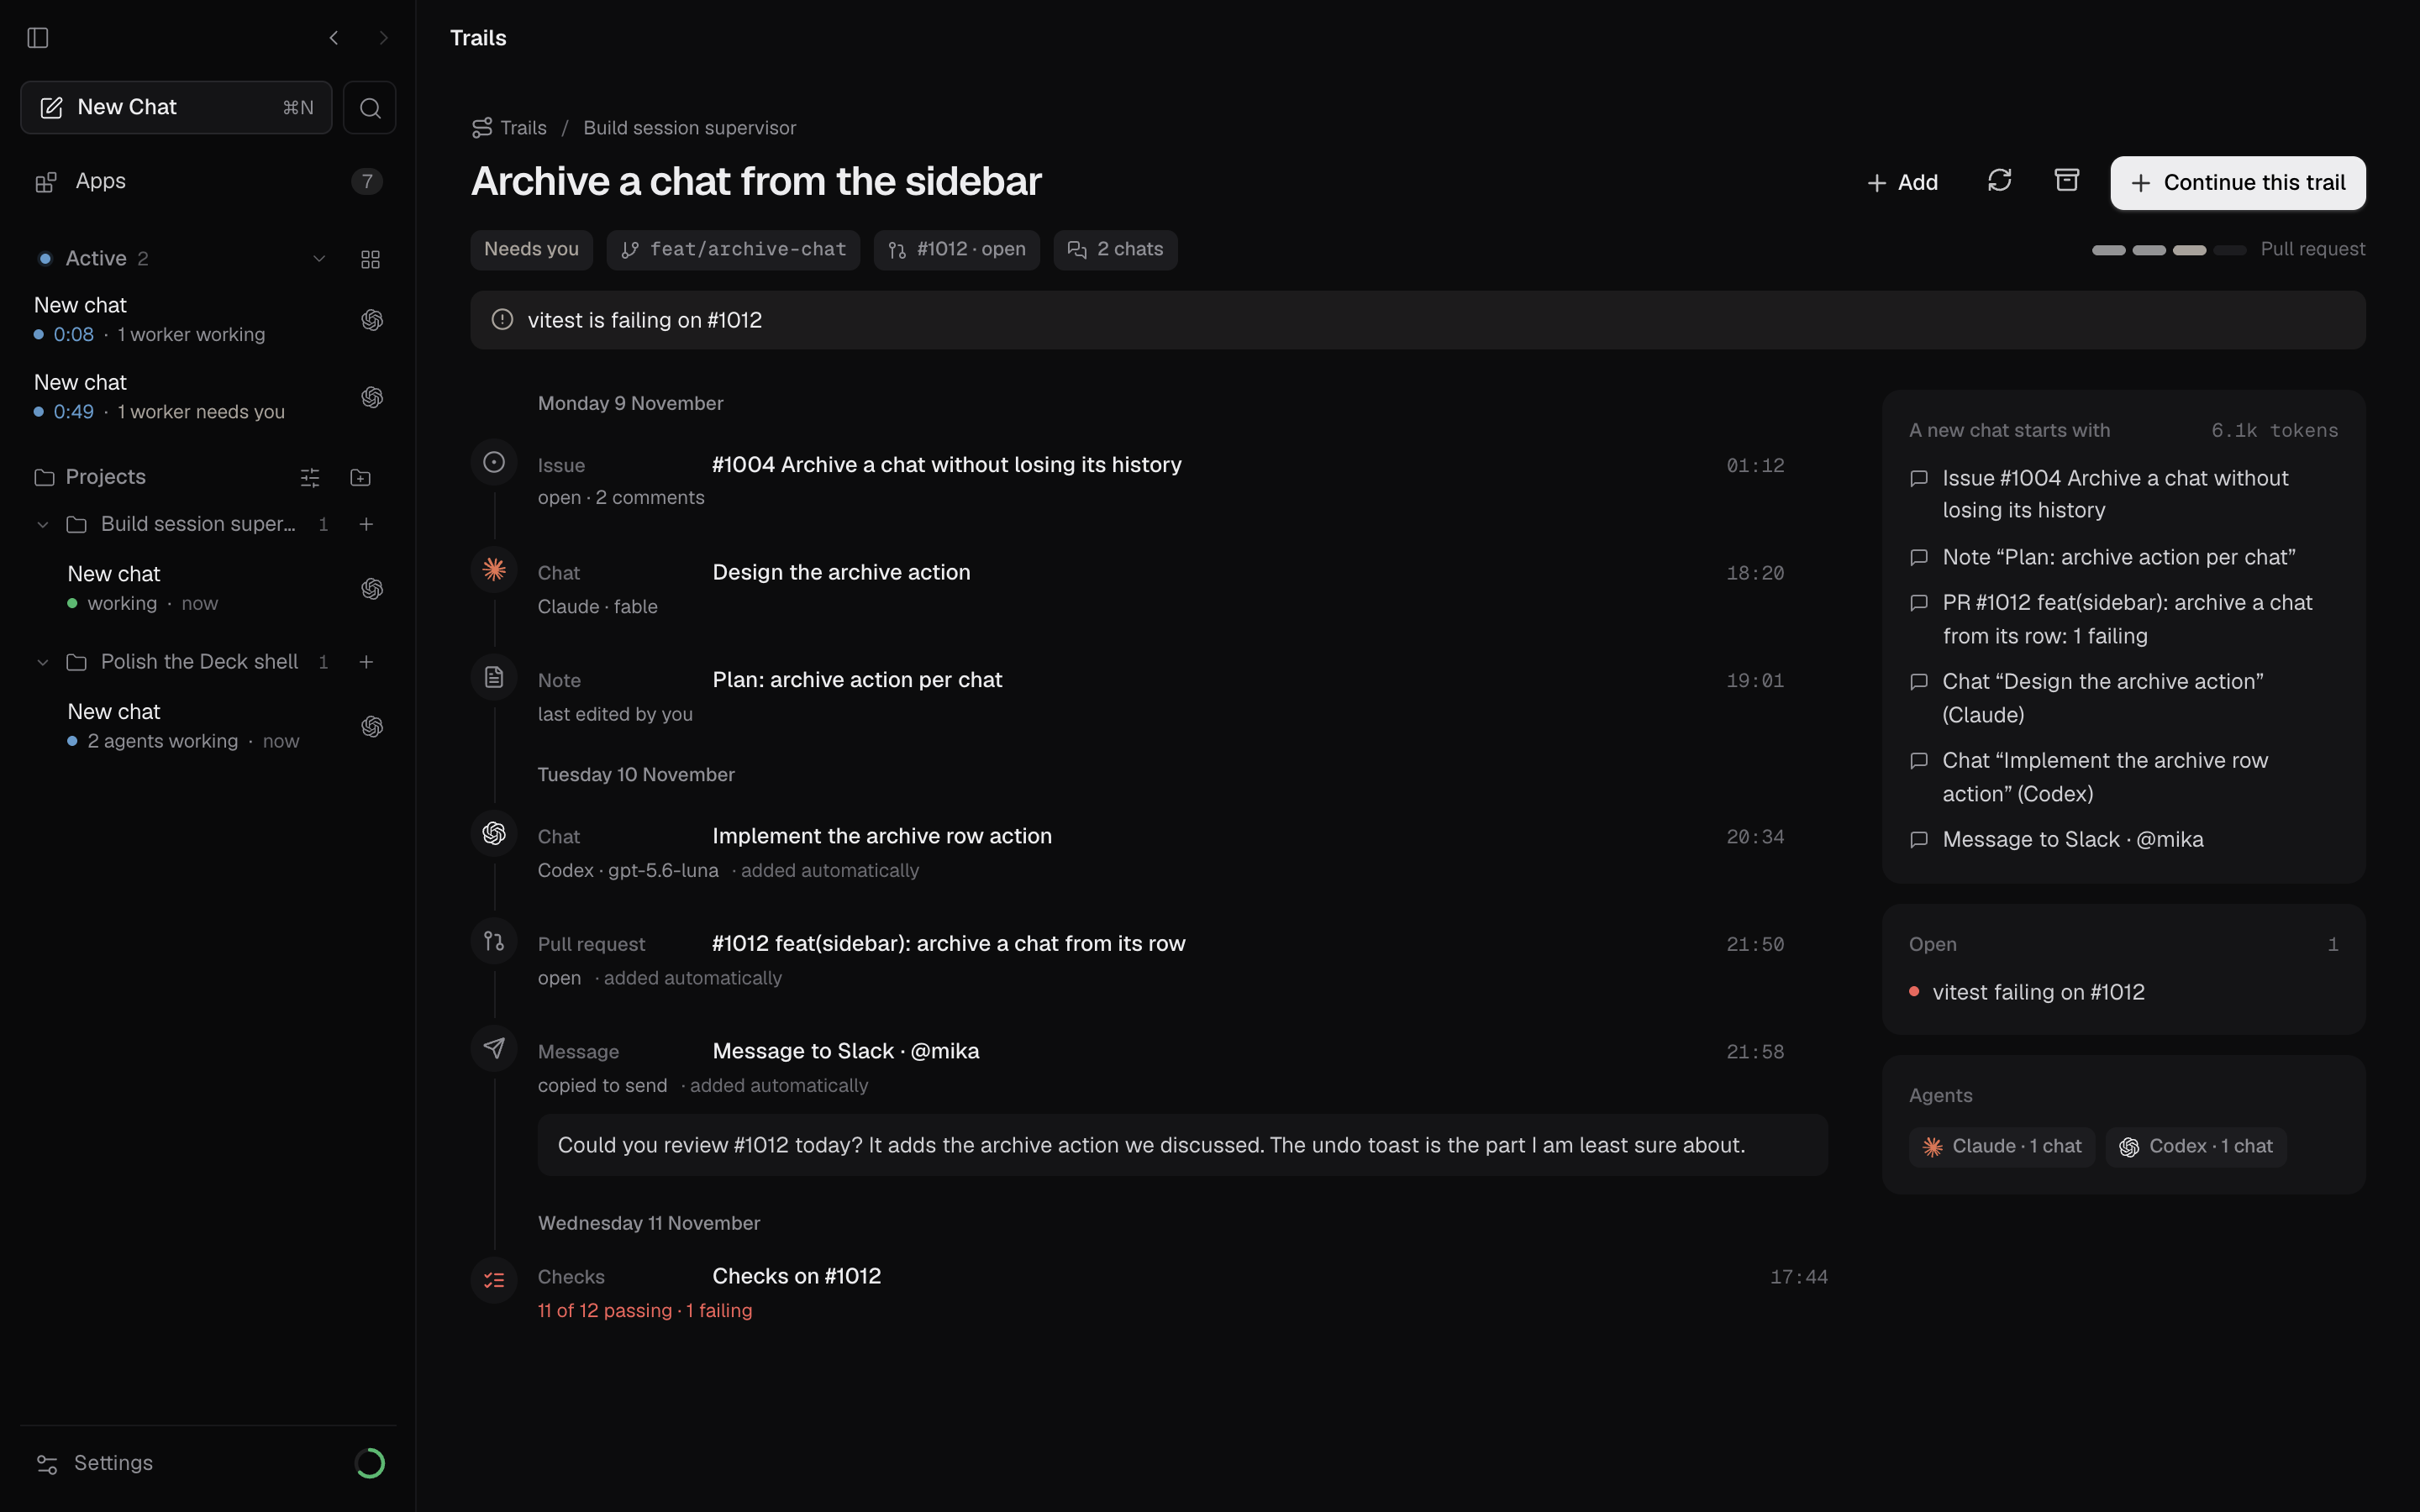 Trails
New Chat ⌘N
Apps 7
Active 2
New chat
0:08 · 1 worker working
New chat
0:49 · 1 worker needs you
Projects
Build session super... 1
New chat
working · now
Polish the Deck shell 1
New chat
2 agents working · now
Settings
Trails / Build session supervisor
Archive a chat from the sidebar
Add
Continue this trail
Needs you
feat/archive-chat
#1012 · open
2 chats
Pull request
vitest is failing on #1012
Monday 9 November
Issue #1004 Archive a chat without losing its history 01:12
open · 2 comments
Chat Design the archive action 18:20
Claude · fable
Note Plan: archive action per chat 19:01
last edited by you
Tuesday 10 November
Chat Implement the archive row action 20:34
Codex · gpt-5.6-luna · added automatically
Pull request #1012 feat(sidebar): archive a chat from its row 21:50
open · added automatically
Message Message to Slack · @mika 21:58
copied to send · added automatically
Could you review #1012 today? It adds the archive action we discussed. The undo toast is the part I am least sure about.
Wednesday 11 November
Checks Checks on #1012 17:44
11 of 12 passing · 1 failing
A new chat starts with 6.1k tokens
Issue #1004 Archive a chat without
losing its history
Note “Plan: archive action per chat”
PR #1012 feat(sidebar): archive a chat
from its row: 1 failing
Chat “Design the archive action”
(Claude)
Chat “Implement the archive row
action” (Codex)
Message to Slack · @mika
Open 1
vitest failing on #1012
Agents
Claude · 1 chat
Codex · 1 chat